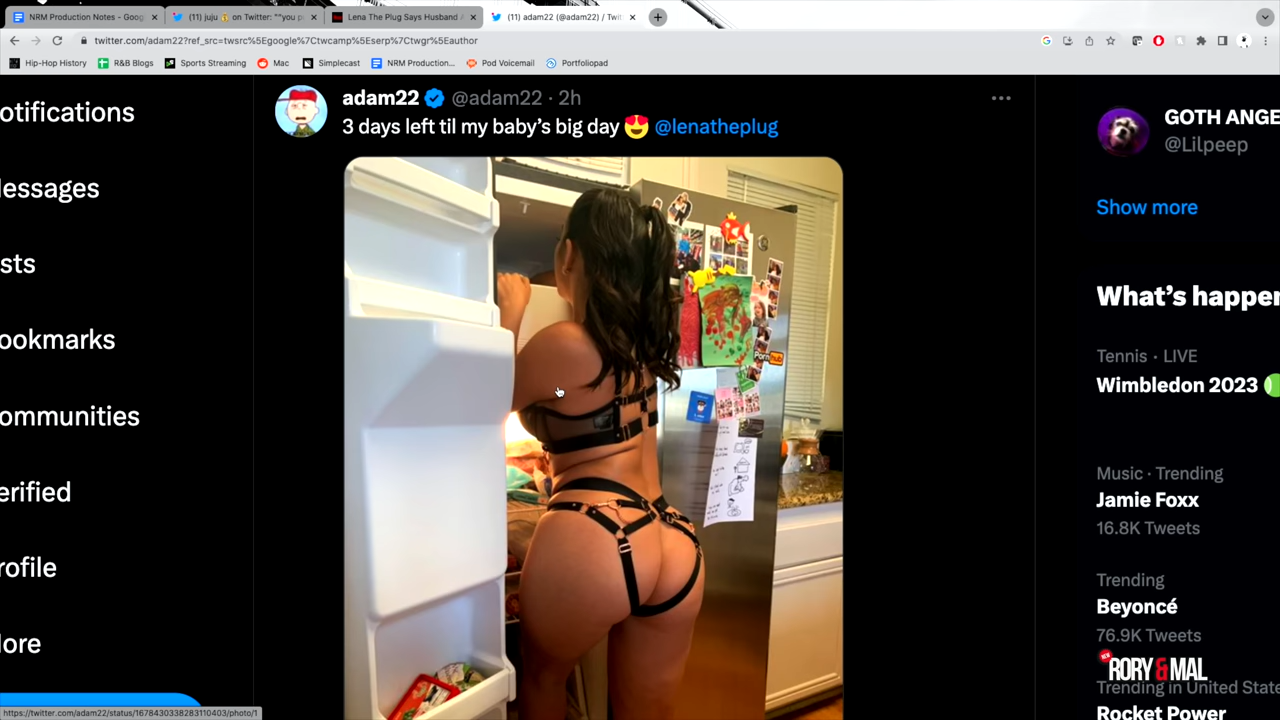 NRM Production Notes - Goog
(11) juju
on Twitter: "“you p
Lena The Plug Says Husband A
(11) adam22 (@adam22) / Twit
twitter.com/adam22?ref_src=twsrc%5Egoogle%7Ctwcamp%5Eserp%7Ctwgr%5Eauthor
Hip-Hop History
R&B Blogs
Sports Streaming
Mac
Simplecast
NRM Production...
Pod Voicemail
Portfoliopad
otifications
essages
sts
ookmarks
ommunities
erified
rofile
ore
adam22 @adam22 · 2h
3 days left til my baby’s big day 😍 @lenatheplug
Porn hub
GOTH ANGE
@Lilpeep
Show more
What’s happen
Tennis · LIVE
Wimbledon 2023
Music · Trending
Jamie Foxx
16.8K Tweets
Trending
Beyoncé
76.9K Tweets
NEW
RORY & MAL
Trending in United State
Rocket Power
https://twitter.com/adam22/status/1678430338283110403/photo/1